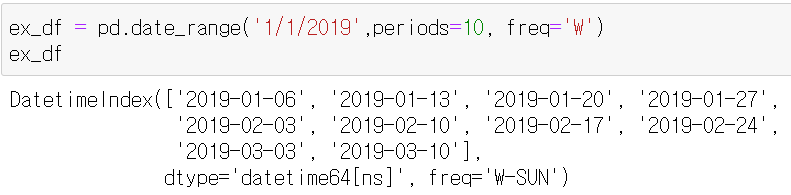 ex_df = pd.date_range('1/1/2019',periods=10, freq='W')
ex_df
DatetimeIndex(['2019-01-06', '2019-01-13', '2019-01-20', '2019-01-27',
'2019-02-03', '2019-02-10', '2019-02-17', '2019-02-24',
'2019-03-03', '2019-03-10'],
dtype='datetime64[ns]', freq='W-SUN')